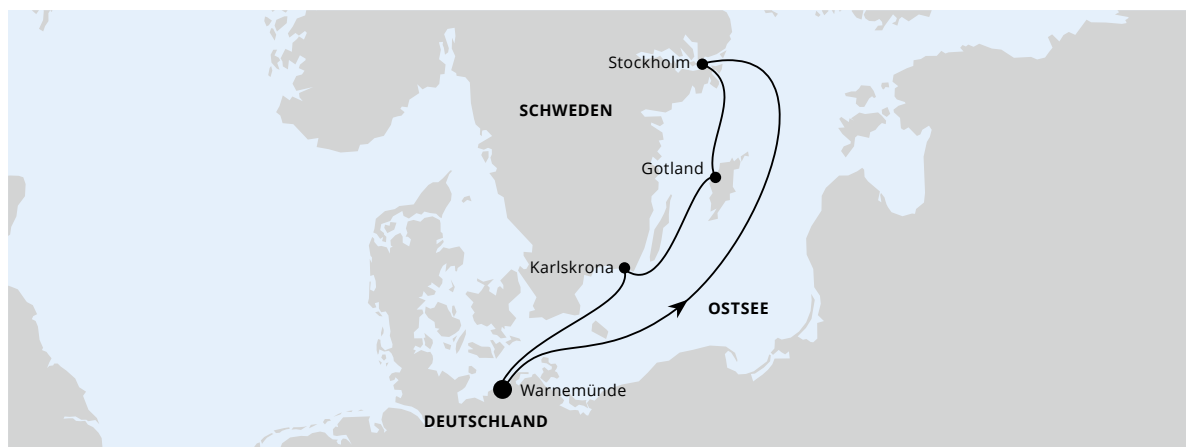 Stockholm
SCHWEDEN
Gotland
Karlskrona
OSTSEE
Warnemünde
DEUTSCHLAND